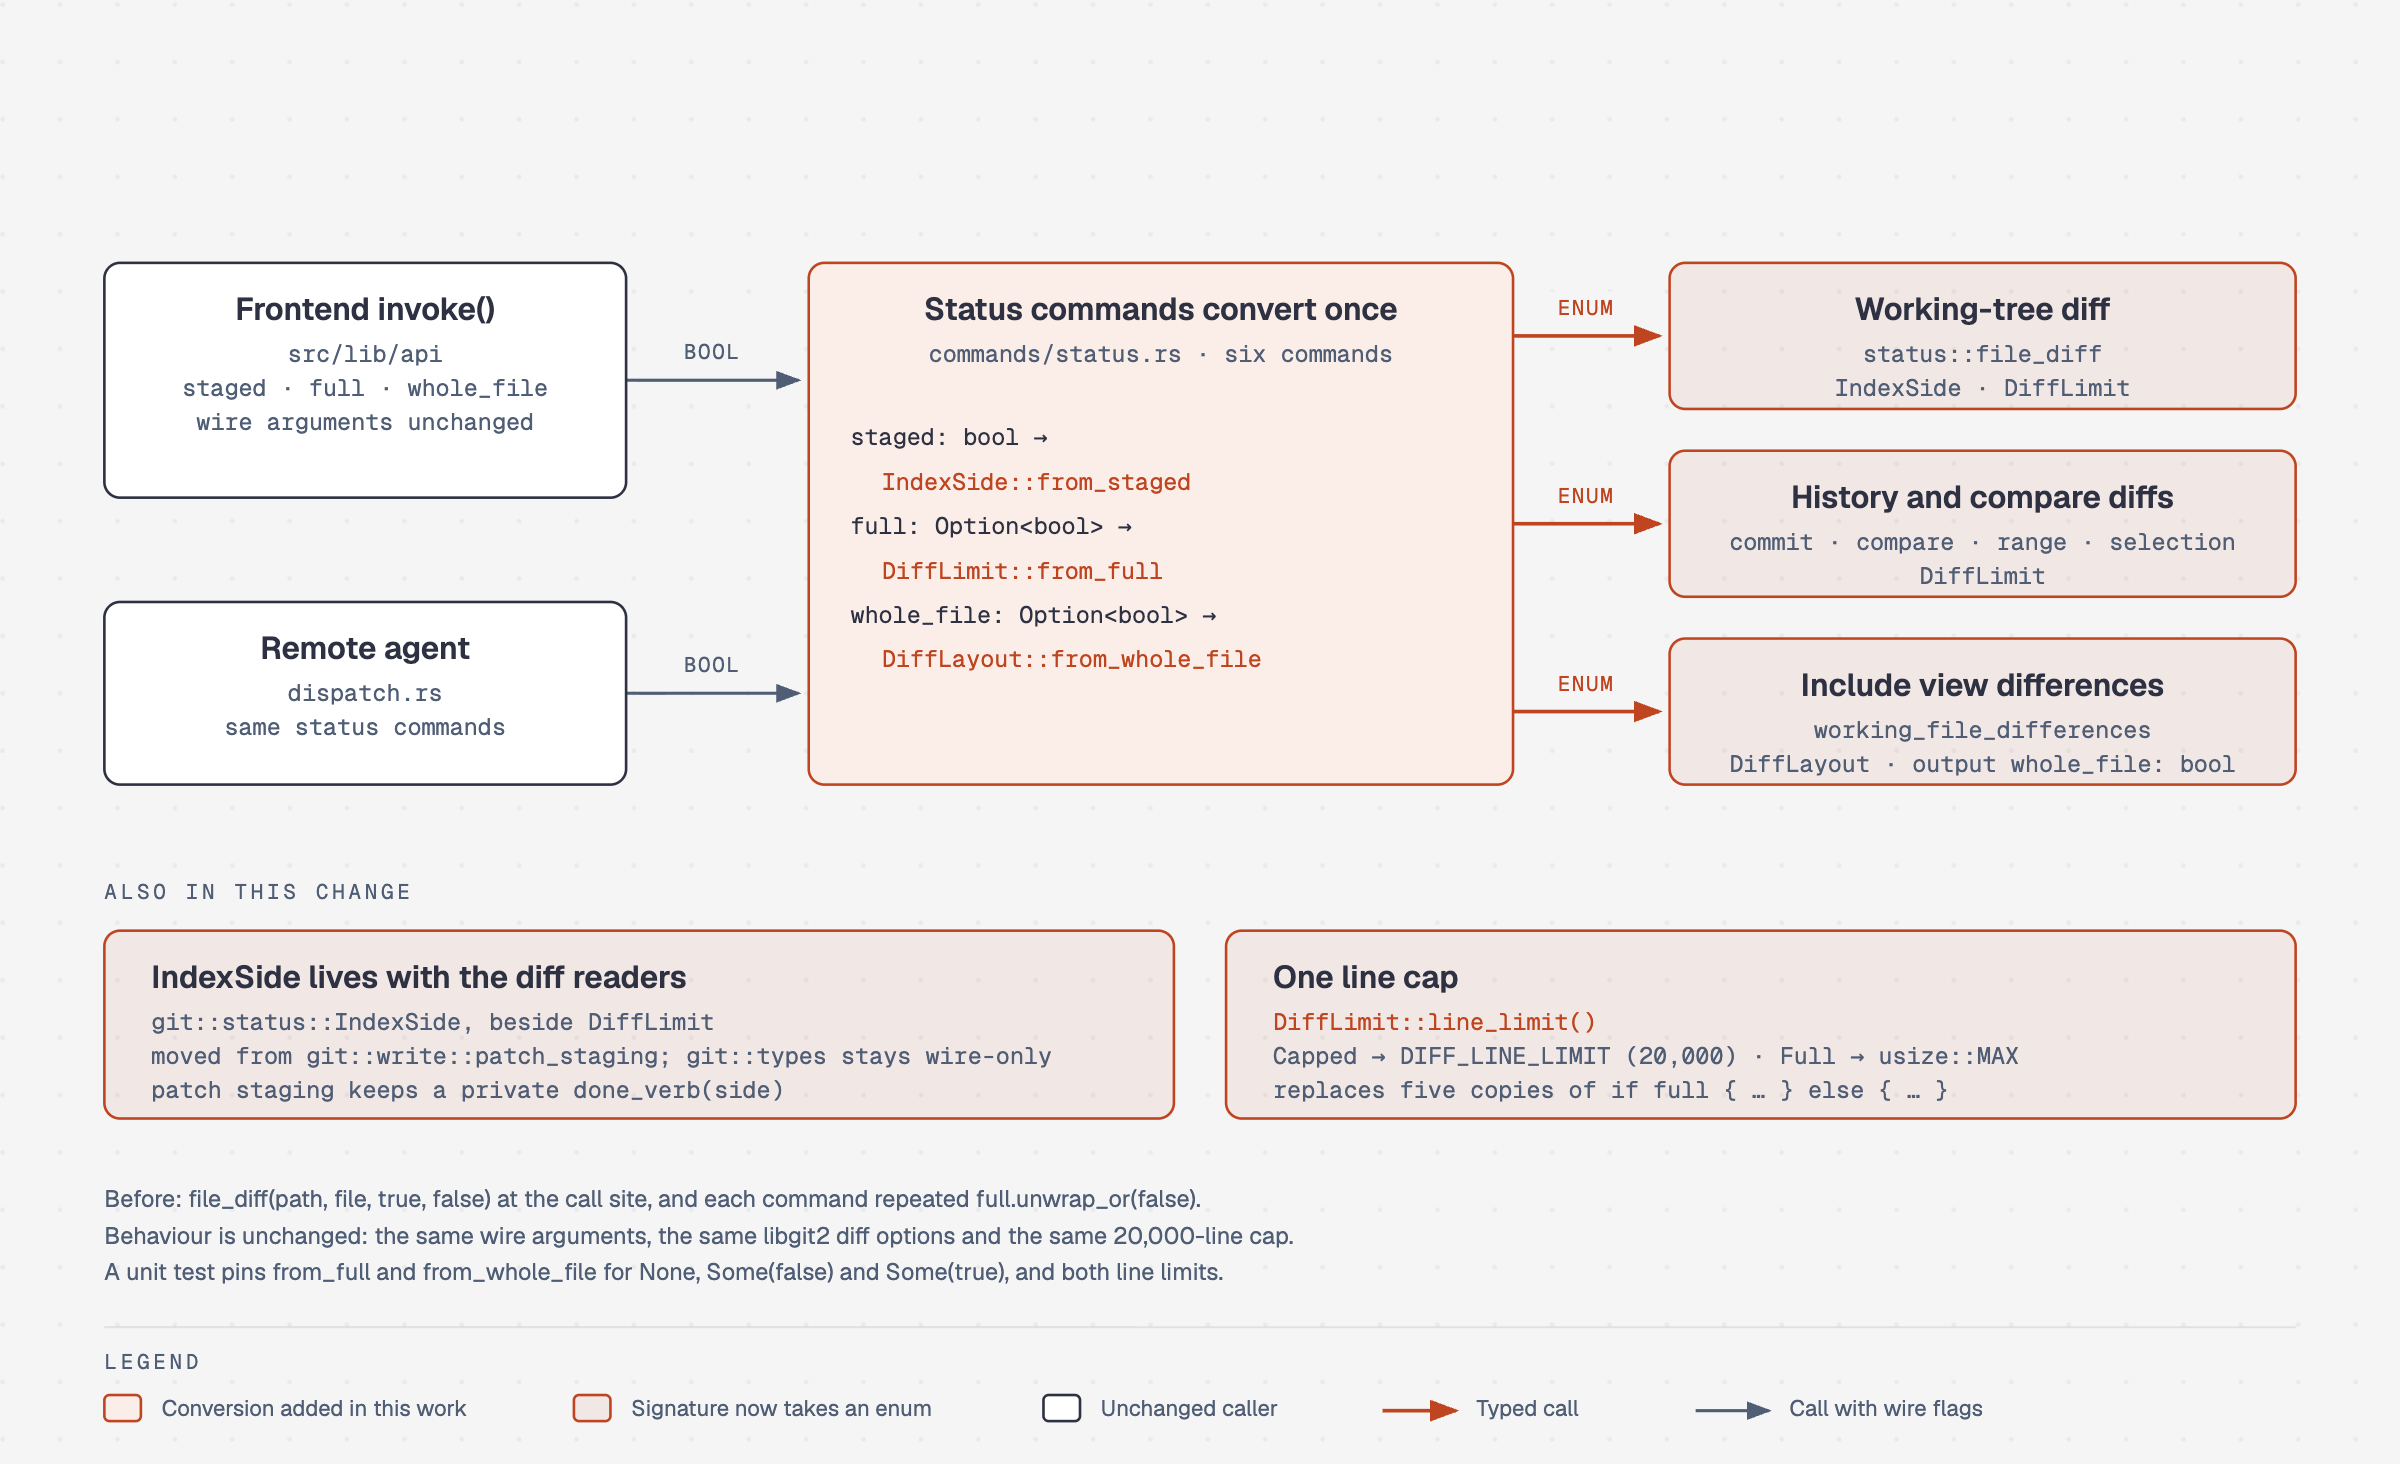 Frontend invoke()
src/lib/api
staged · full · whole_file
wire arguments unchanged
BOOL
Remote agent
dispatch.rs
same status commands
BOOL
Status commands convert once
commands/status.rs · six commands
staged: bool →
IndexSide::from_staged
full: Option<bool> →
DiffLimit::from_full
whole_file: Option<bool> →
DiffLayout::from_whole_file
ENUM
Working-tree diff
status::file_diff
IndexSide · DiffLimit
ENUM
History and compare diffs
commit · compare · range · selection
DiffLimit
ENUM
Include view differences
working_file_differences
DiffLayout · output whole_file: bool
ALSO IN THIS CHANGE
IndexSide lives with the diff readers
git::status::IndexSide, beside DiffLimit
moved from git::write::patch_staging; git::types stays wire-only
patch staging keeps a private done_verb(side)
One line cap
DiffLimit::line_limit()
Capped → DIFF_LINE_LIMIT (20,000) · Full → usize::MAX
replaces five copies of if full { … } else { … }
Before: file_diff(path, file, true, false) at the call site, and each command repeated full.unwrap_or(false).
Behaviour is unchanged: the same wire arguments, the same libgit2 diff options and the same 20,000-line cap.
A unit test pins from_full and from_whole_file for None, Some(false) and Some(true), and both line limits.
LEGEND
Conversion added in this work
Signature now takes an enum
Unchanged caller
Typed call
Call with wire flags